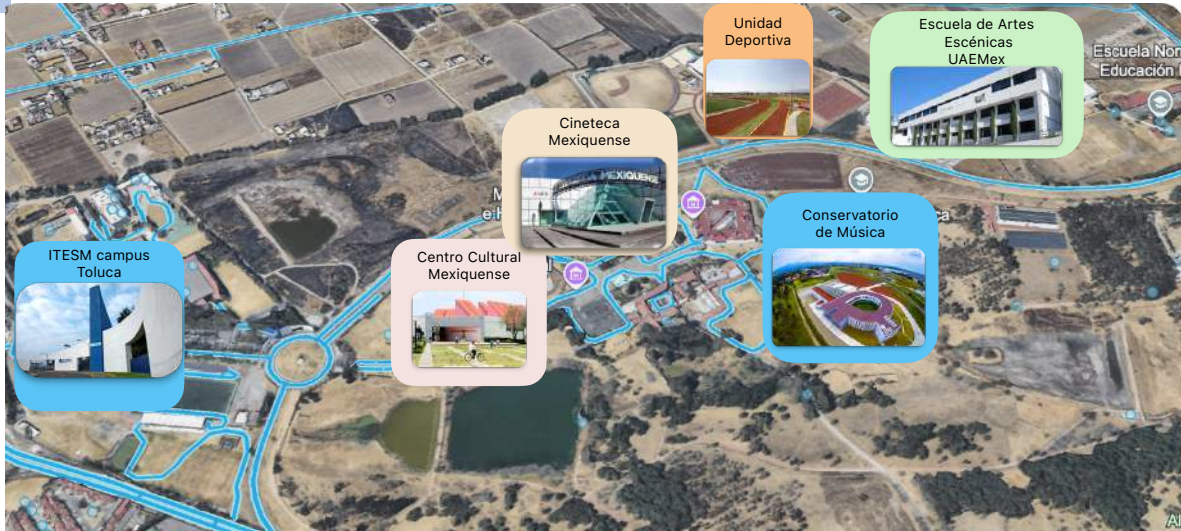 Unidad
Deportiva
Escuela de Artes
Escénicas
UAEMex
Escuela Nor
Educación
Cineteca
Mexiquense
MEXIQUENSE
Conservatorio
de Música
ITESM campus
Toluca
Centro Cultural
Mexiquense